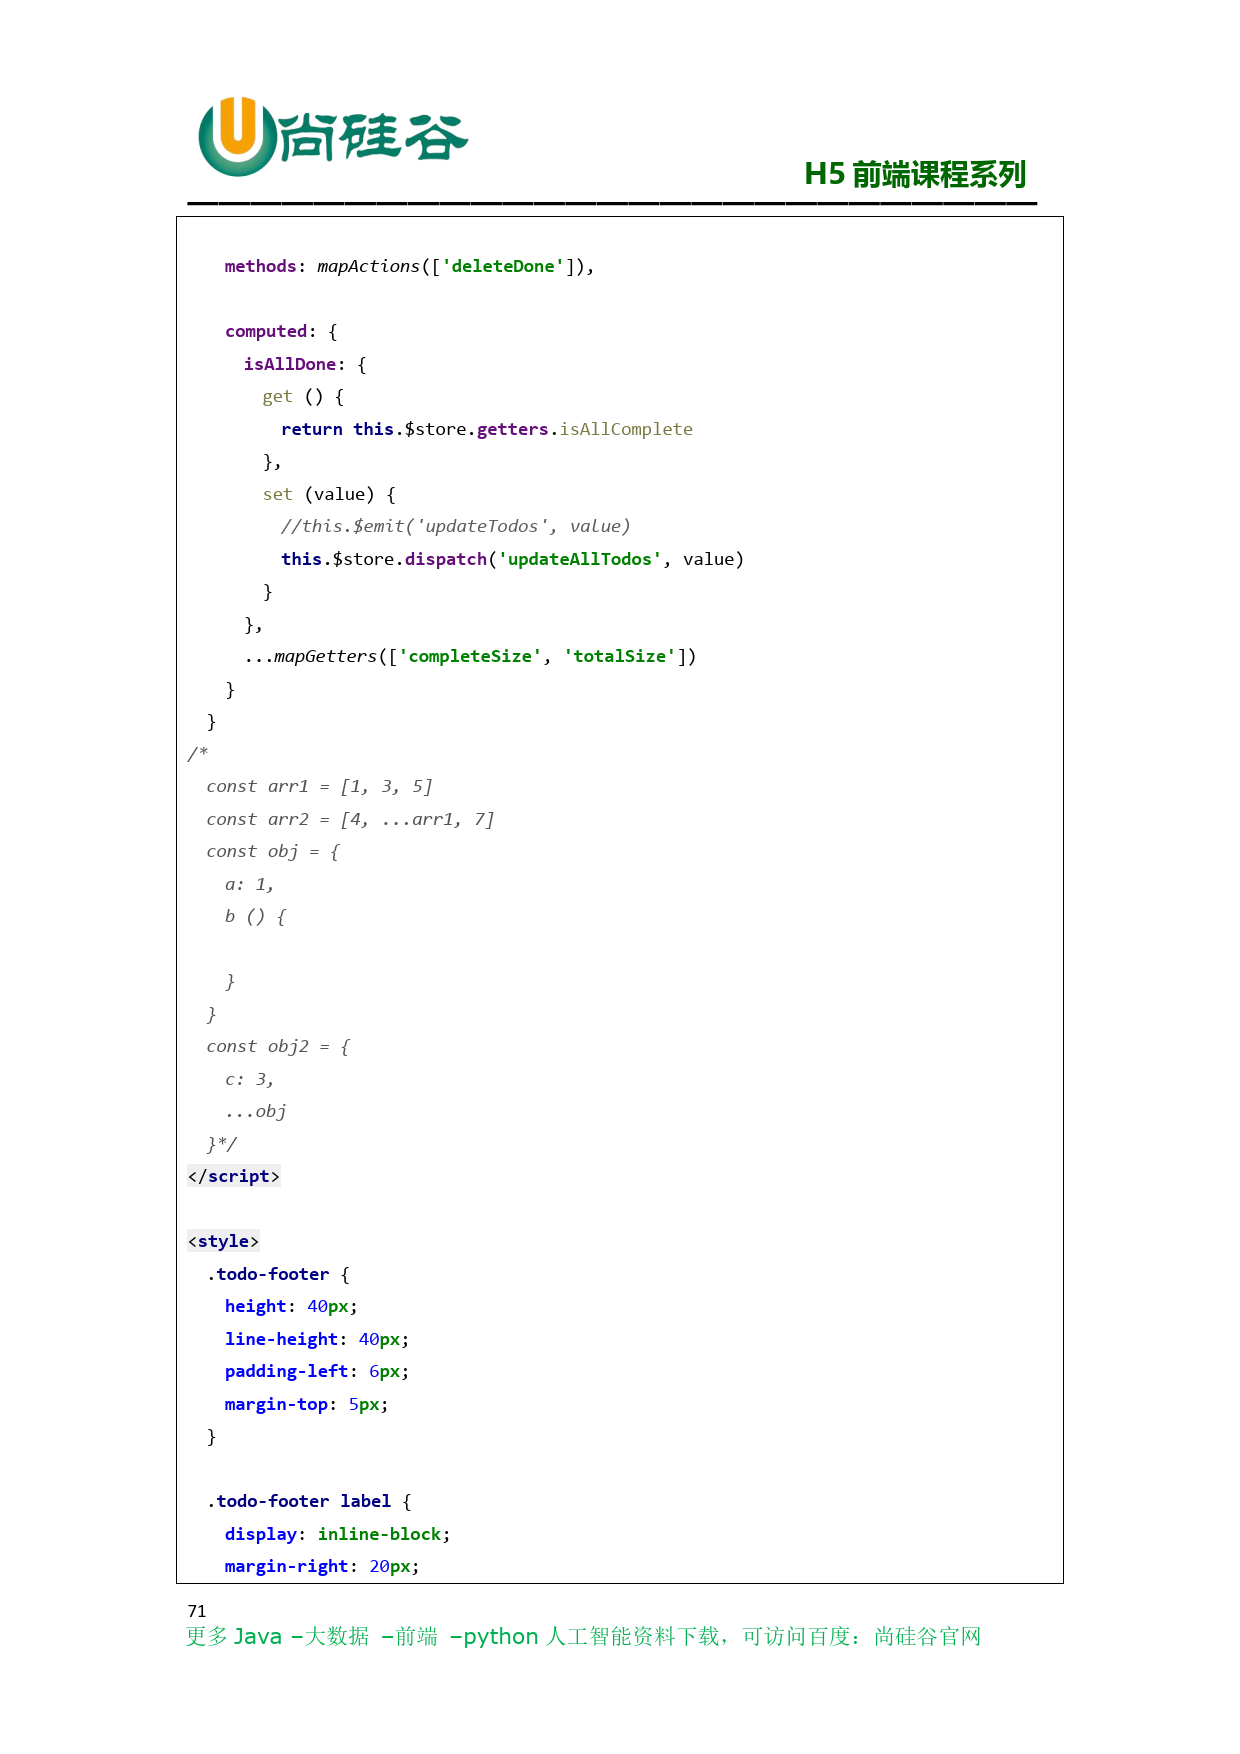 尚硅谷
H5 前端课程系列
methods: mapActions(['deleteDone']),
computed: {
isAllDone: {
get () {
return this.$store.getters.isAllComplete
},
set (value) {
//this.$emit('updateTodos', value)
this.$store.dispatch('updateAllTodos', value)
}
},
...mapGetters(['completeSize', 'totalSize'])
}
}
/*
const arr1 = [1, 3, 5]
const arr2 = [4, ...arr1, 7]
const obj = {
a: 1,
b () {
}
}
const obj2 = {
c: 3,
...obj
}*/
</script>
<style>
.todo-footer {
height: 40px;
line-height: 40px;
padding-left: 6px;
margin-top: 5px;
}
.todo-footer label {
display: inline-block;
margin-right: 20px;
71
更多 Java –大数据 –前端 –python 人工智能资料下载，可访问百度：尚硅谷官网